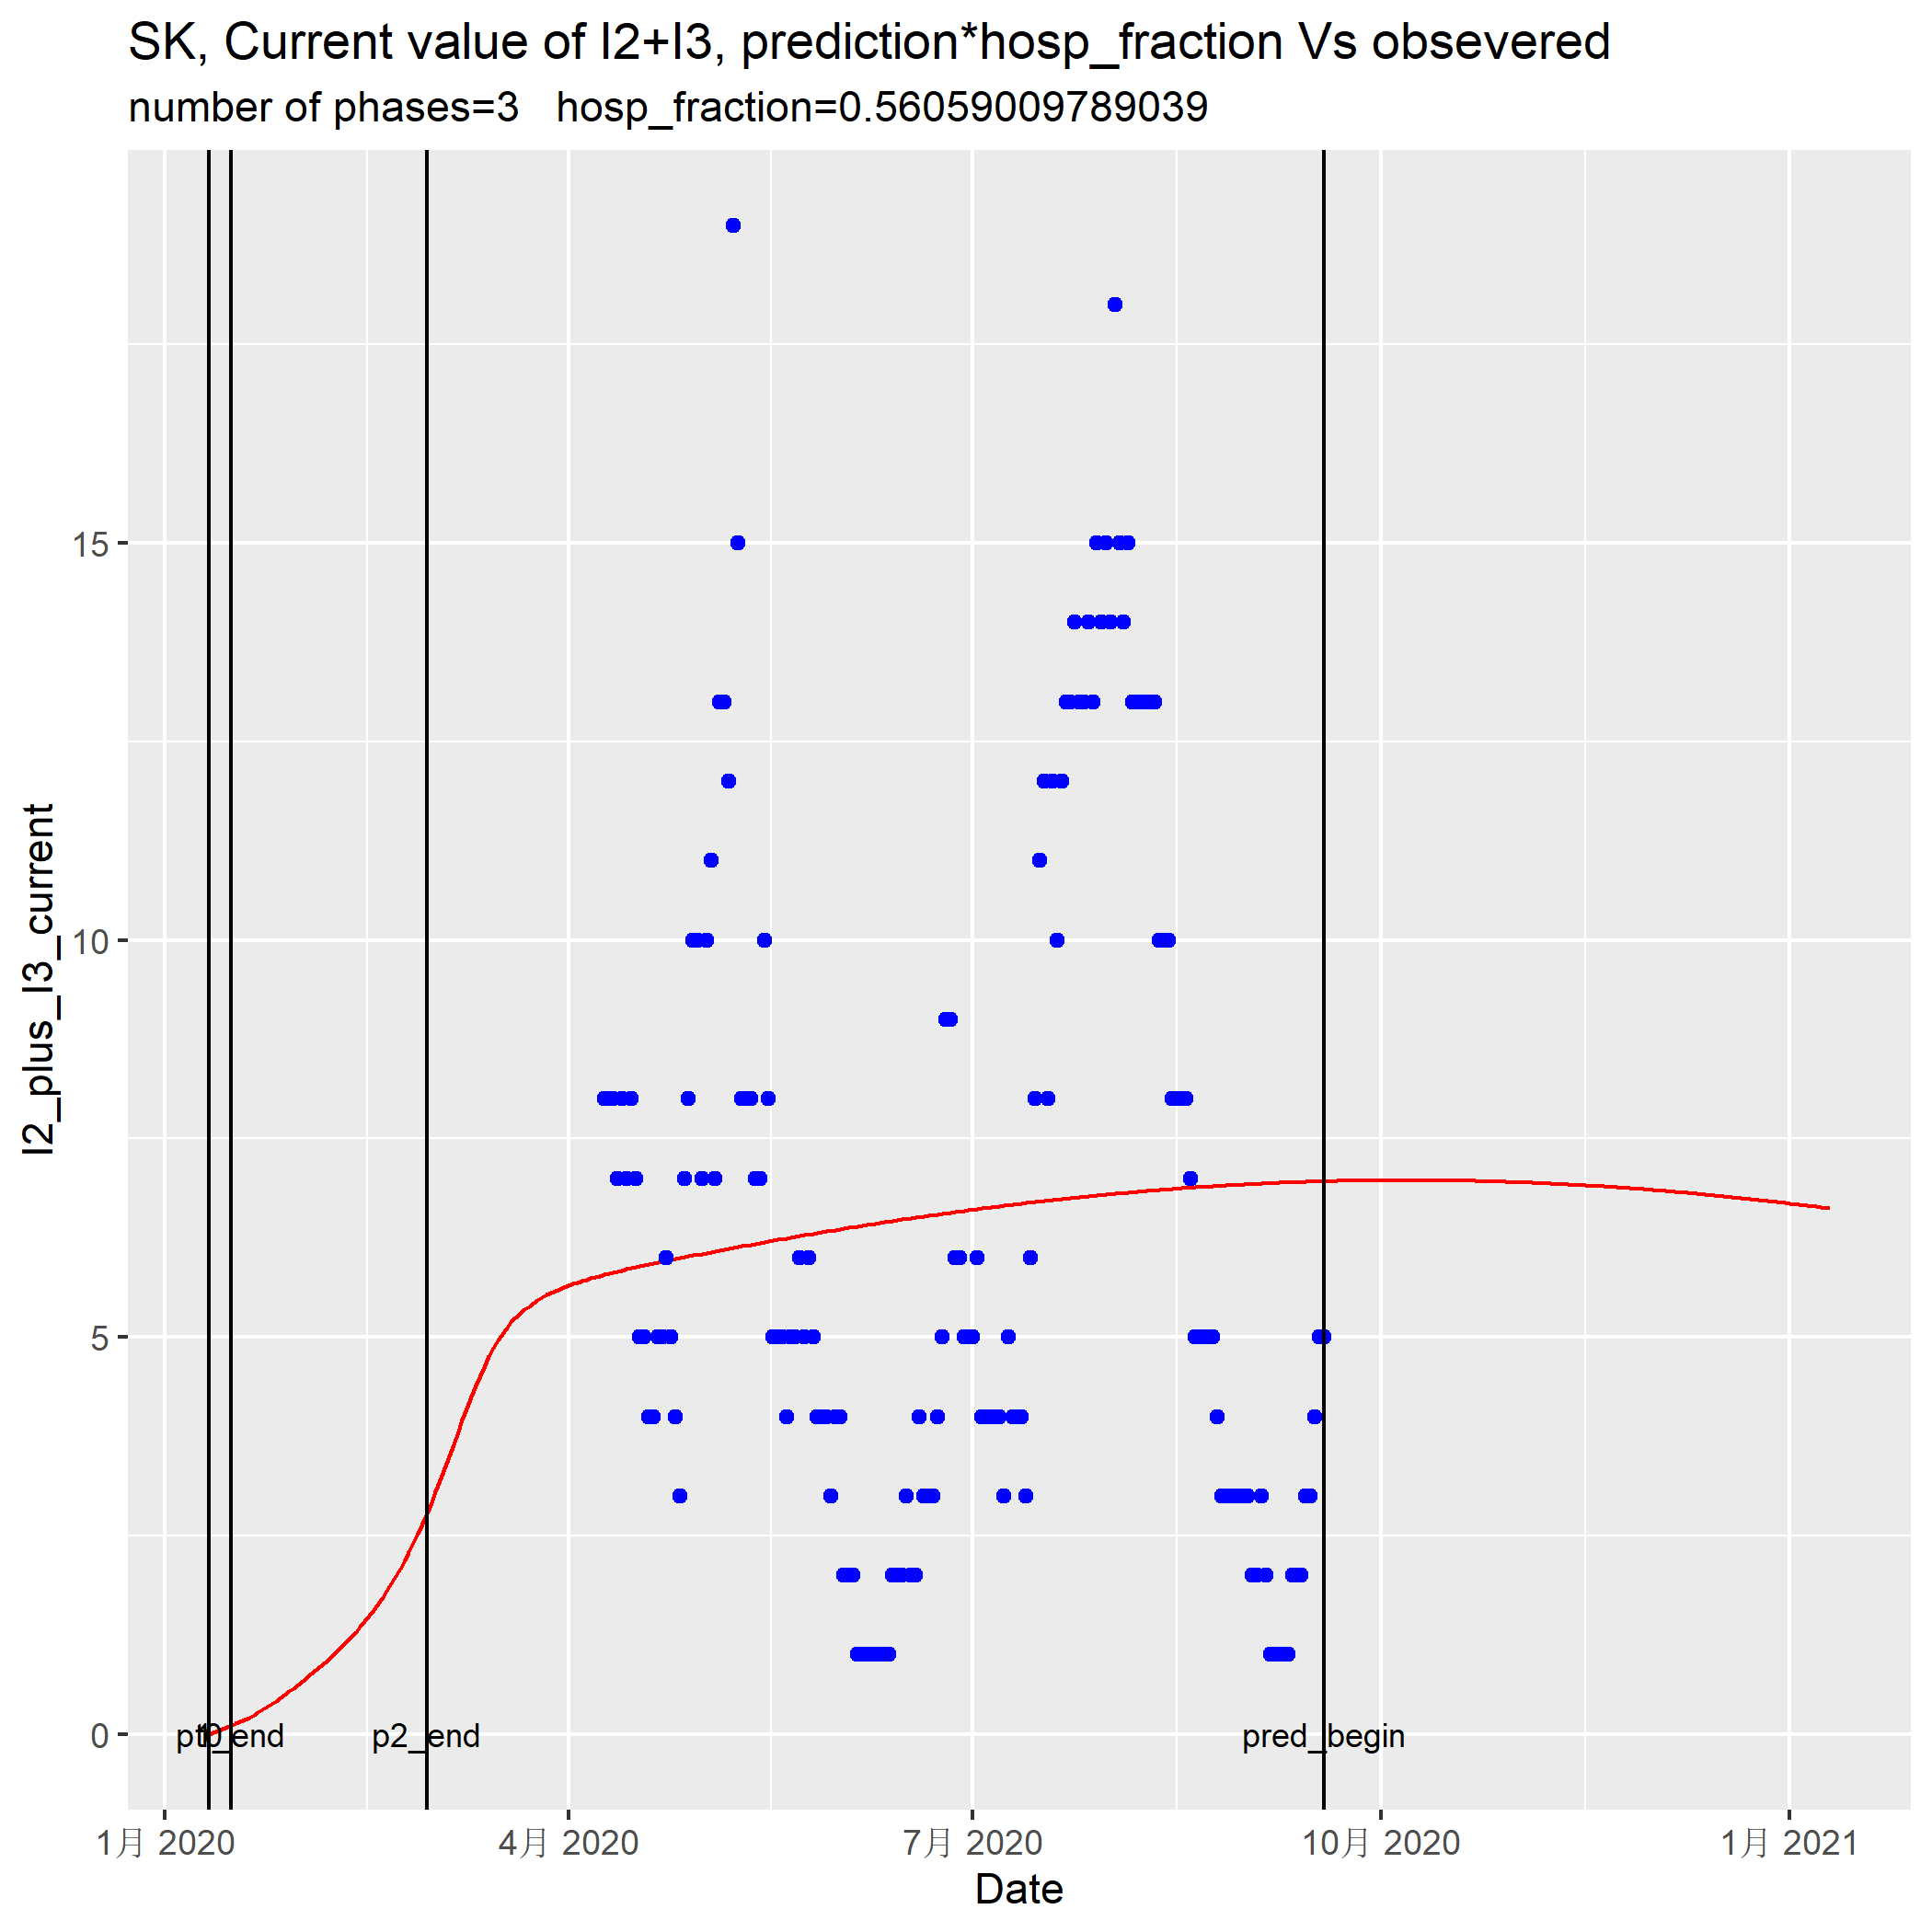 SK, Current value of I2+I3, prediction*hosp_fraction Vs obsevered
number of phases=3 hosp_fraction=0.56059009789039
I2_plus_I3_current
15
10
5
0
p2_end
pred_begin
1月 2020
4月 2020
7月 2020
10月 2020
1月 2021
Date